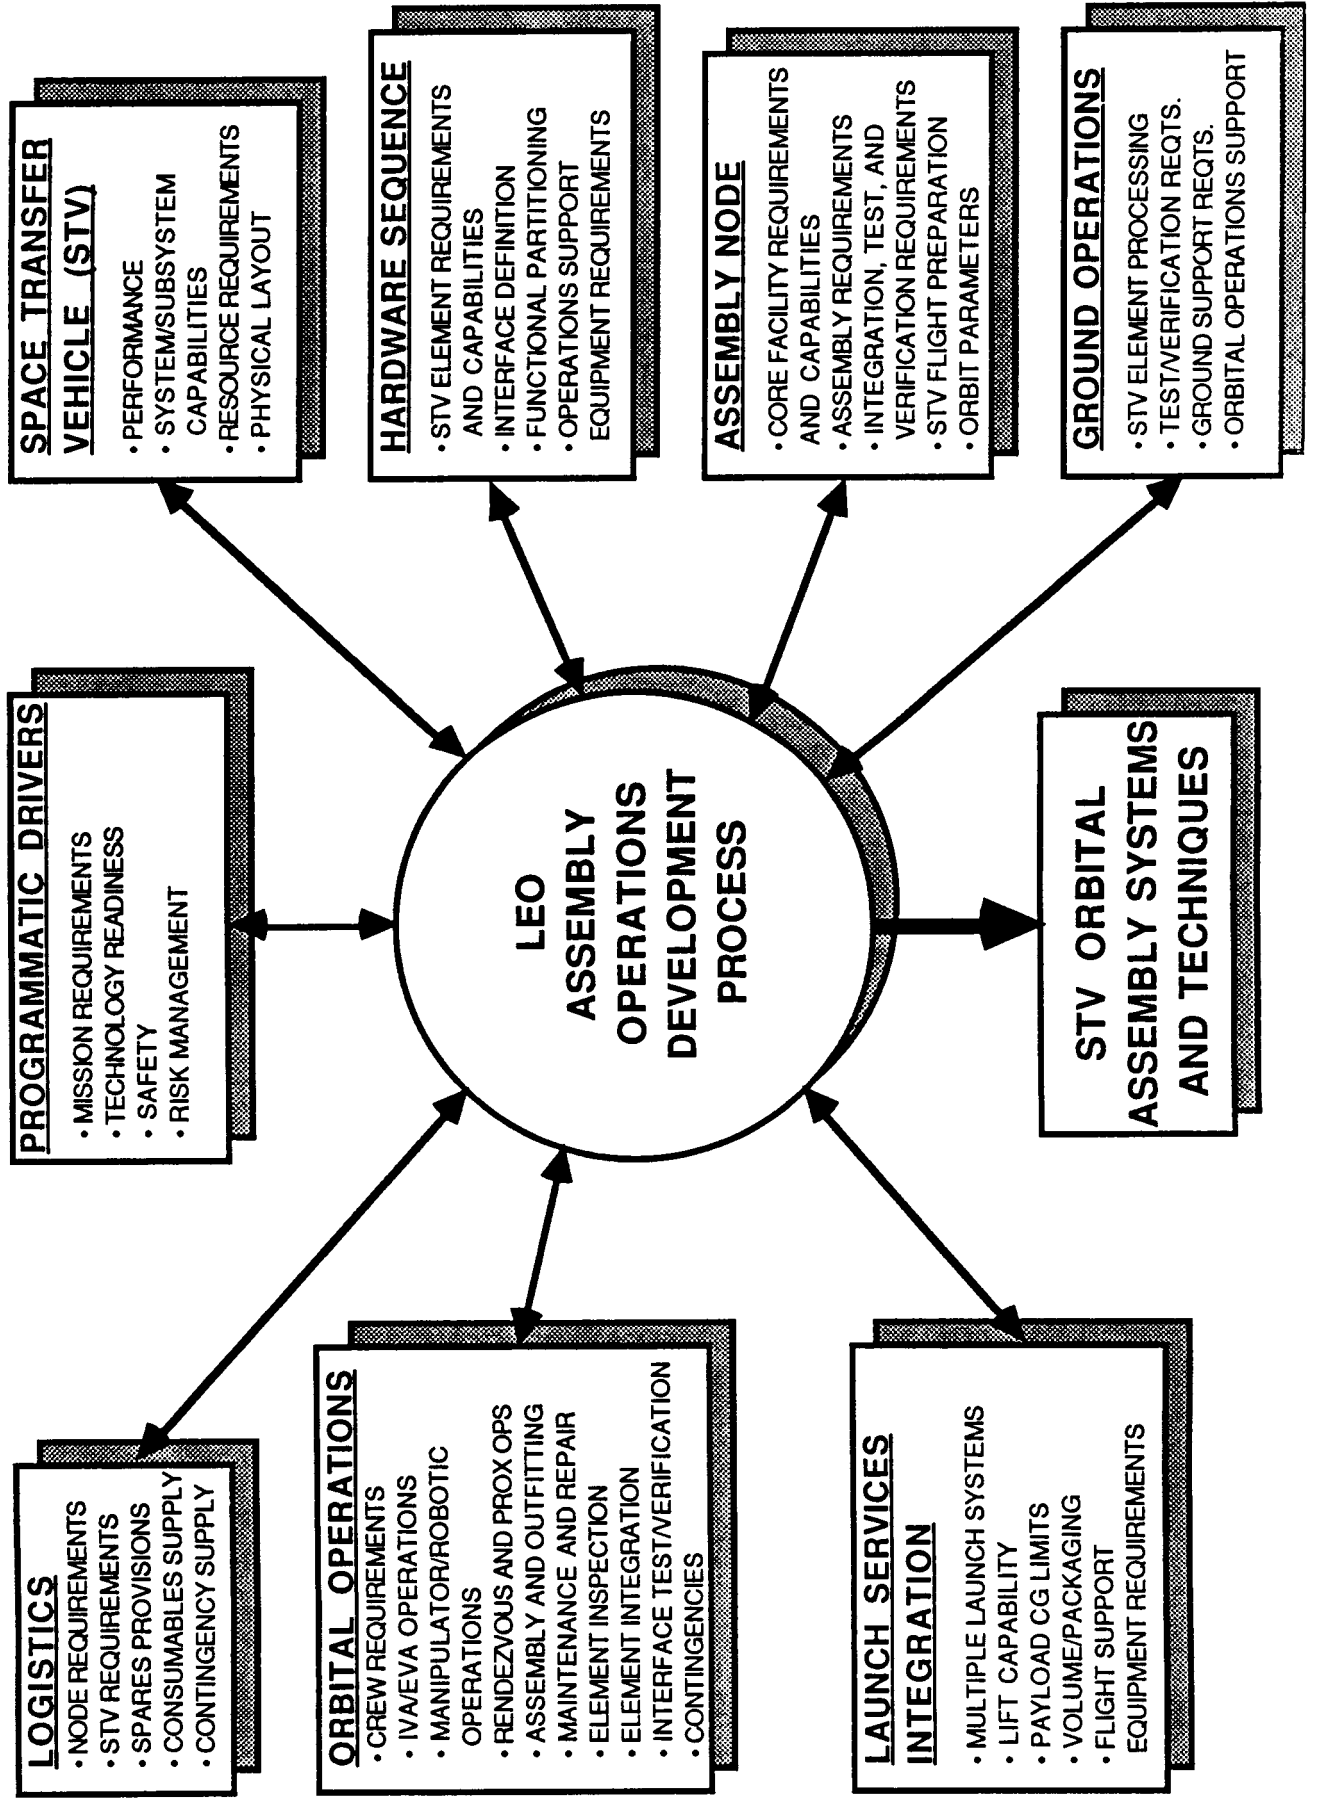 LOGISTICS
• NODE REQUIREMENTS
• STV REQUIREMENTS
• SPARES PROVISIONS
• CONSUMABLES SUPPLY
• CONTINGENCY SUPPLY
PROGRAMMATIC DRIVERS
• MISSION REQUIREMENTS
• TECHNOLOGY READINESS
• SAFETY
• RISK MANAGEMENT
SPACE TRANSFER
VEHICLE (STV)
• PERFORMANCE
• SYSTEM/SUBSYSTEM
CAPABILITIES
• RESOURCE REQUIREMENTS
• PHYSICAL LAYOUT
ORBITAL OPERATIONS
• CREW REQUIREMENTS
• IVA/EVA OPERATIONS
• MANIPULATOR/ROBOTIC
OPERATIONS
• RENDEZVOUS AND PROX OPS
• ASSEMBLY AND OUTFITTING
• MAINTENANCE AND REPAIR
• ELEMENT INSPECTION
• ELEMENT INTEGRATION
• INTERFACE TEST/VERIFICATION
• CONTINGENCIES
LEO
ASSEMBLY
OPERATIONS
DEVELOPMENT
PROCESS
HARDWARE SEQUENCE
• STV ELEMENT REQUIREMENTS
AND CAPABILITIES
• INTERFACE DEFINITION
• FUNCTIONAL PARTITIONING
• OPERATIONS SUPPORT
EQUIPMENT REQUIREMENTS
ASSEMBLY NODE
• CORE FACILITY REQUIREMENTS
AND CAPABILITIES
• ASSEMBLY REQUIREMENTS
• INTEGRATION, TEST, AND
VERIFICATION REQUIREMENTS
• STV FLIGHT PREPARATION
• ORBIT PARAMETERS
LAUNCH SERVICES
INTEGRATION
• MULTIPLE LAUNCH SYSTEMS
• LIFT CAPABILITY
• PAYLOAD CG LIMITS
• VOLUME/PACKAGING
• FLIGHT SUPPORT
EQUIPMENT REQUIREMENTS
STV ORBITAL
ASSEMBLY SYSTEMS
AND TECHNIQUES
GROUND OPERATIONS
• STV ELEMENT PROCESSING
• TEST/VERIFICATION REQTS.
• GROUND SUPPORT REQTS.
• ORBITAL OPERATIONS SUPPORT